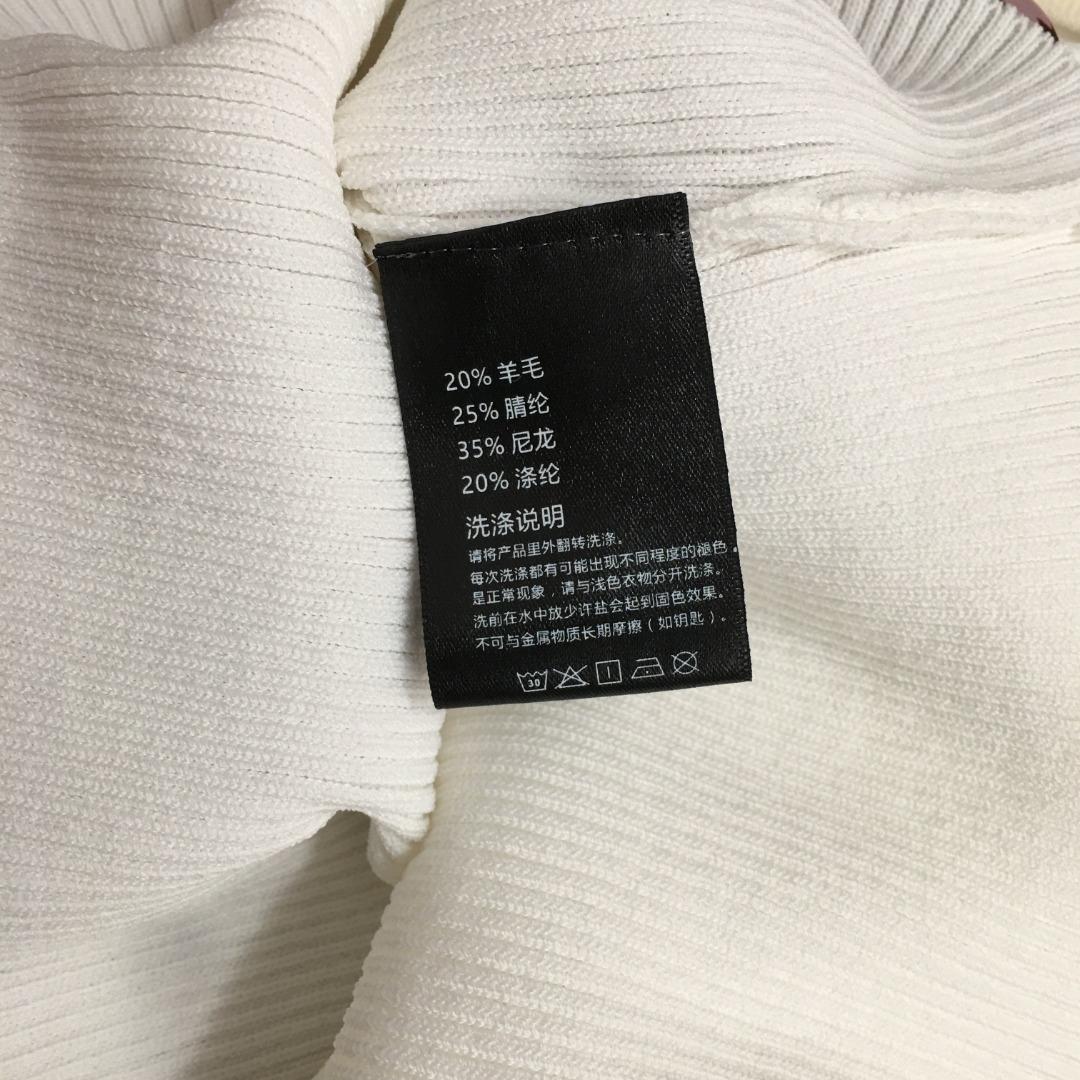 20% 羊毛
25% 腈纶
35% 尼龙
20% 涤纶
洗涤说明
请将产品里外翻转洗涤。
每次洗涤都有可能出现不同程度的褪色。
是正常现象，请与浅色衣物分开洗涤。
洗前在水中放少许盐会起到固色效果。
不可与金属物质长期摩擦（如钥匙）。
30